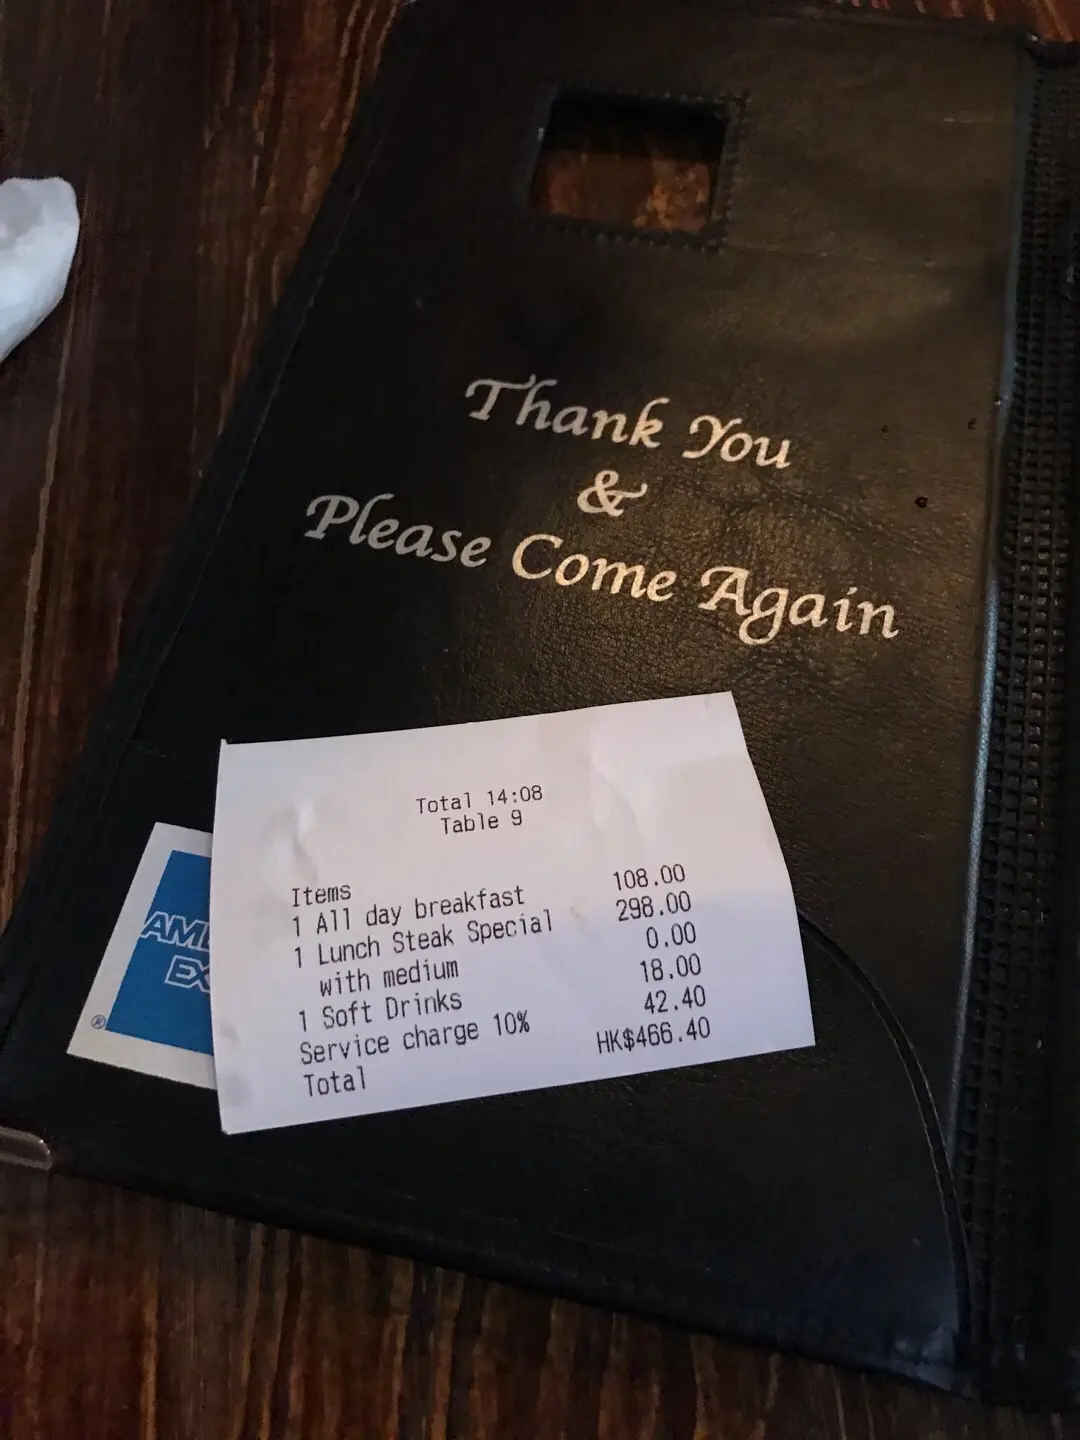 Thank You
&
Please Come Again
Total 14:08
Table 9
Items
1 All day breakfast 108.00
1 Lunch Steak Special 298.00
with medium 0.00
1 Soft Drinks 18.00
Service charge 10% 42.40
Total HK$466.40
®